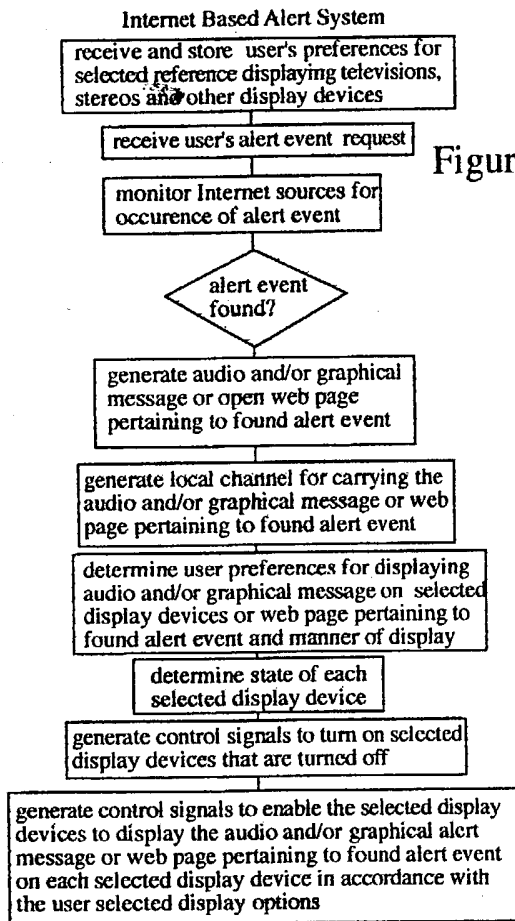 Internet Based Alert System
receive and store user's preferences for
selected reference displaying televisions,
stereos and other display devices
receive user's alert event request
Figur
monitor Internet sources for
occurence of alert event
alert event
found?
generate audio and/or graphical
message or open web page
pertaining to found alert event
generate local channel for carrying the
audio and/or graphical message or web
page pertaining to found alert event
determine user preferences for displaying
audio and/or graphical message on selected
display devices or web page pertaining to
found alert event and manner of display
determine state of each
selected display device
generate control signals to turn on selected
display devices that are turned off
generate control signals to enable the selected display
devices to display the audio and/or graphical alert
message or web page pertaining to found alert event
on each selected display device in accordance with
the user selected display options